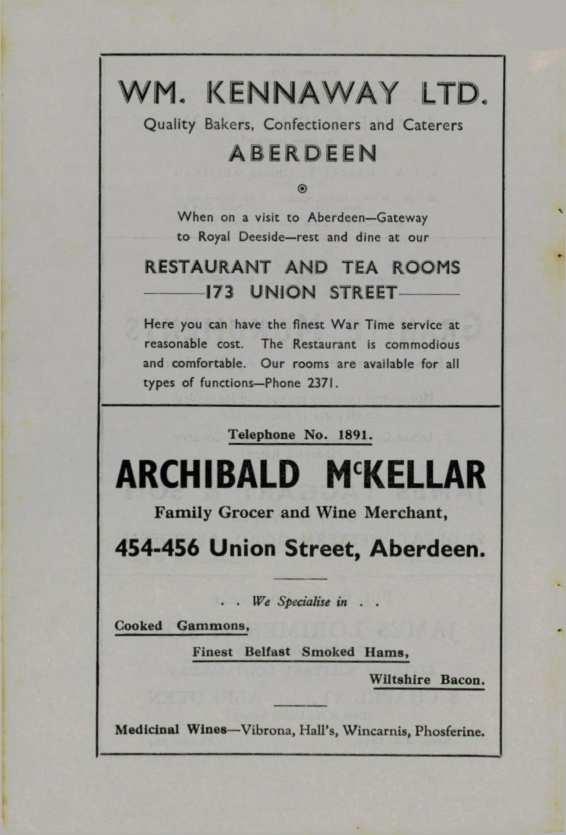 WM. KENNAWAY LTD.
Quality Bakers, Confectioners and Caterers
ABERDEEN
When on a visit to Aberdeen—Gateway
to Royal Deeside—rest and dine at our
RESTAURANT AND TEA ROOMS
173 UNION STREET
Here you can have the finest War Time service at
reasonable cost. The Restaurant is commodious
and comfortable. Our rooms are available for all
types of functions—Phone 2371.
Telephone No. 1891.
ARCHIBALD McKELLAR
Family Grocer and Wine Merchant,
454-456 Union Street, Aberdeen.
. . We Specialise in . .
Cooked Gammons,
Finest Belfast Smoked Hams,
Wiltshire Bacon.
Medicinal Wines—Vibrona, Hall's, Wincarnis, Phosferine.